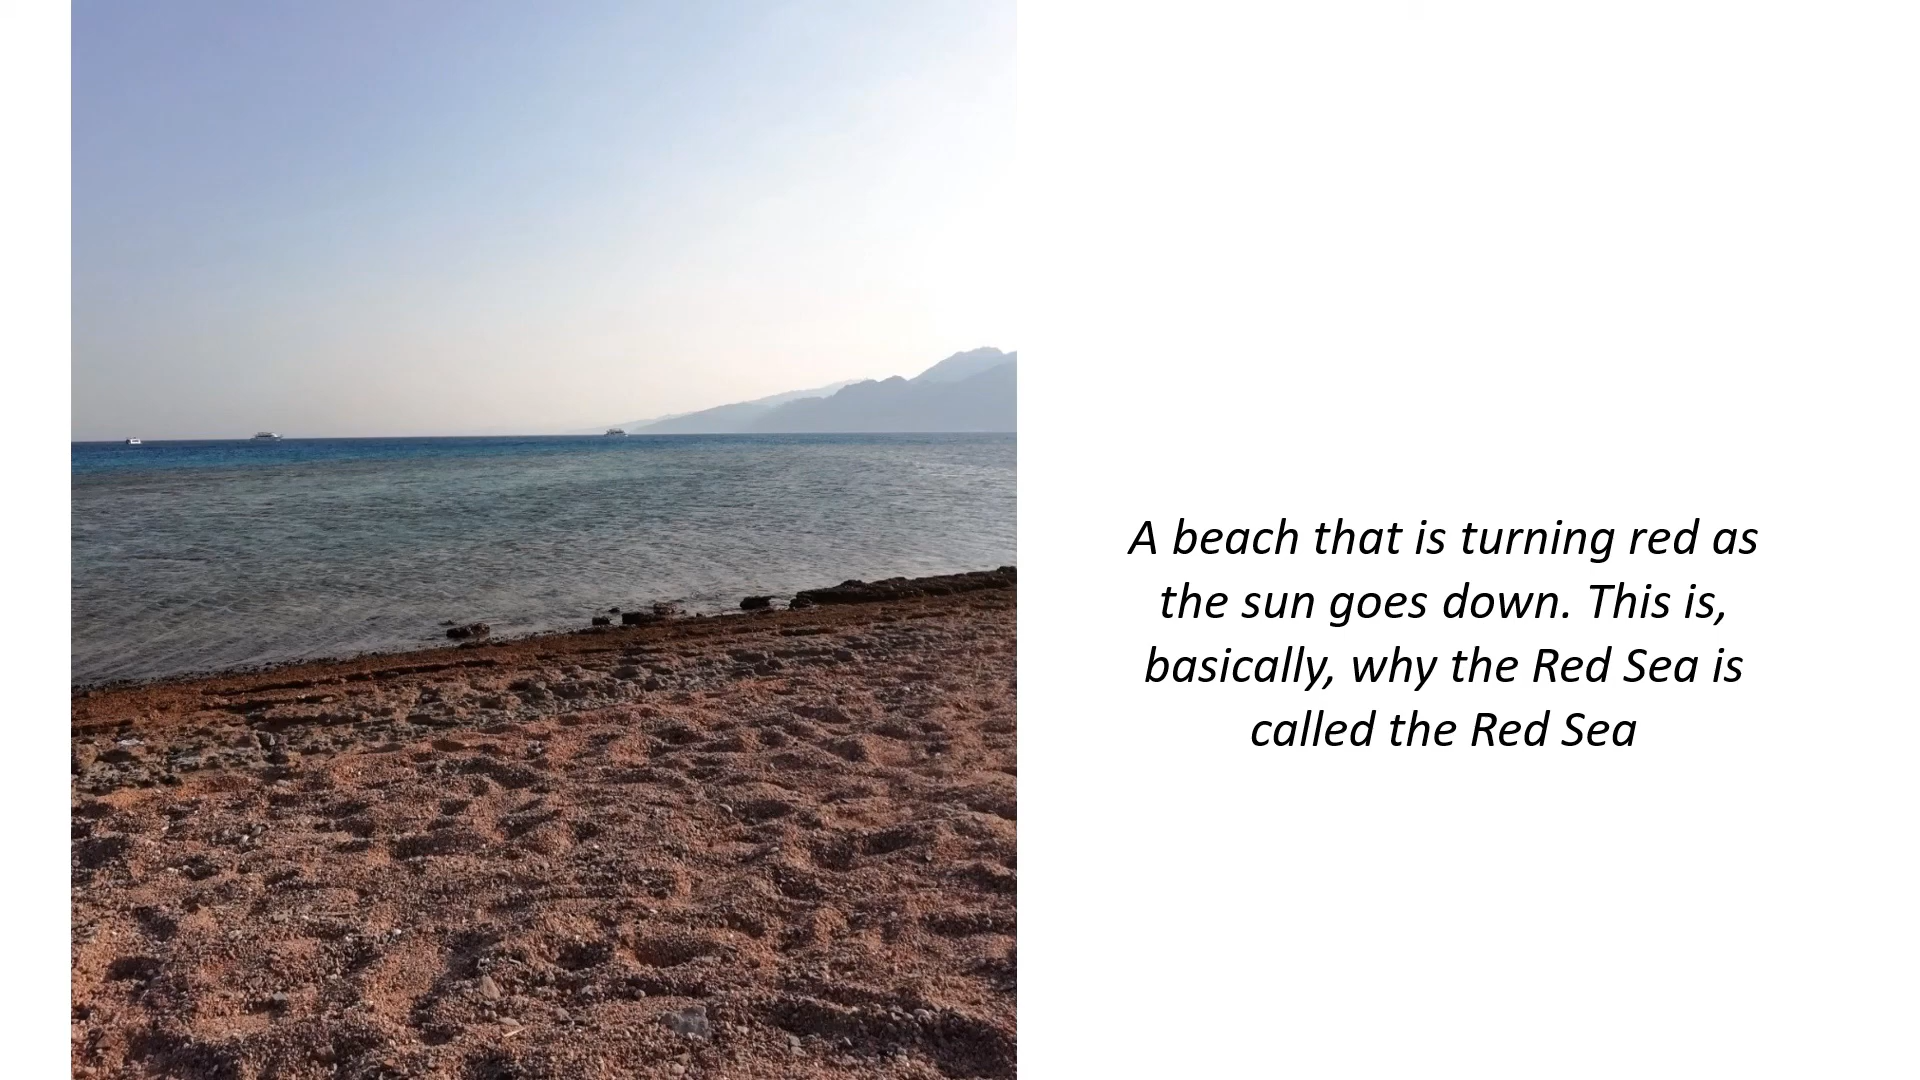 A beach that is turning red as
the sun goes down. This is,
basically, why the Red Sea is
called the Red Sea